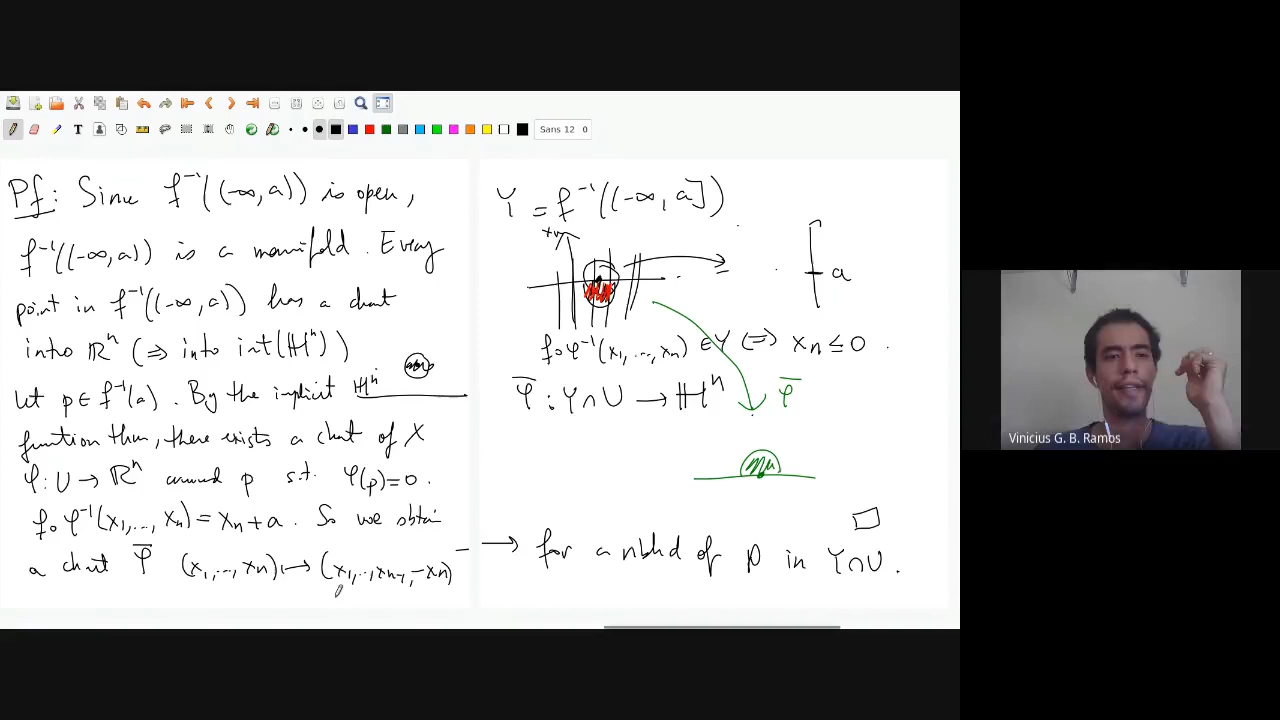 Sans 12 0
Pf: Since f⁻¹((-∞,a)) is open,
f⁻¹((-∞,a)) is a manifold. Every
point in f⁻¹((-∞,a)) has a chart
into ℝⁿ (⇒ into int(ℍⁿ))
ℍⁿ
Let p ∈ f⁻¹(a). By the implicit
function thm, there exists a chart of X
φ: U → ℝⁿ around p s.t. φ(p)=0.
f∘φ⁻¹(x₁,...,xₙ) = xₙ+a. So we obtain
a chart φ̄ (x₁,...,xₙ) ↦ (x₁,...,xₙ₋₁,-xₙ)
Y = f⁻¹((-∞,a])
xₙ
a
f∘φ⁻¹(x₁,...,xₙ) ∈ Y ⇔ xₙ ≤ 0.
φ̄: Y∩U → ℍⁿ
φ̄
→ for a nbhd of p in Y∩U.
Vinicius G. B. Ramos